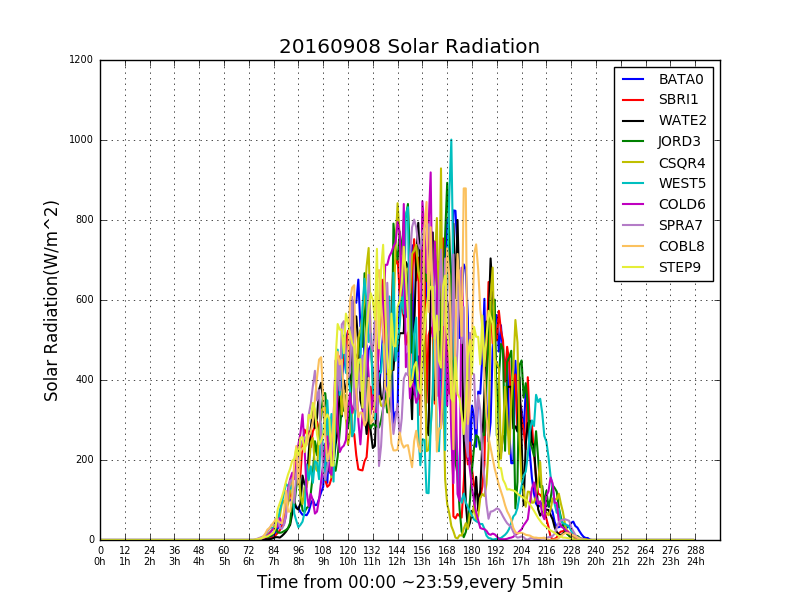 20160908 Solar Radiation
1200
1000
800
600
400
200
0
Solar Radiation(W/m^2)
BATA0
SBRI1
WATE2
JORD3
CSQR4
WEST5
COLD6
SPRA7
COBL8
STEP9
0 12 24 36 48 60 72 84 96 108 120 132 144 156 168 180 192 204 216 228 240 252 264 276 288
0h 1h 2h 3h 4h 5h 6h 7h 8h 9h 10h 11h 12h 13h 14h 15h 16h 17h 18h 19h 20h 21h 22h 23h 24h
Time from 00:00 ~23:59,every 5min